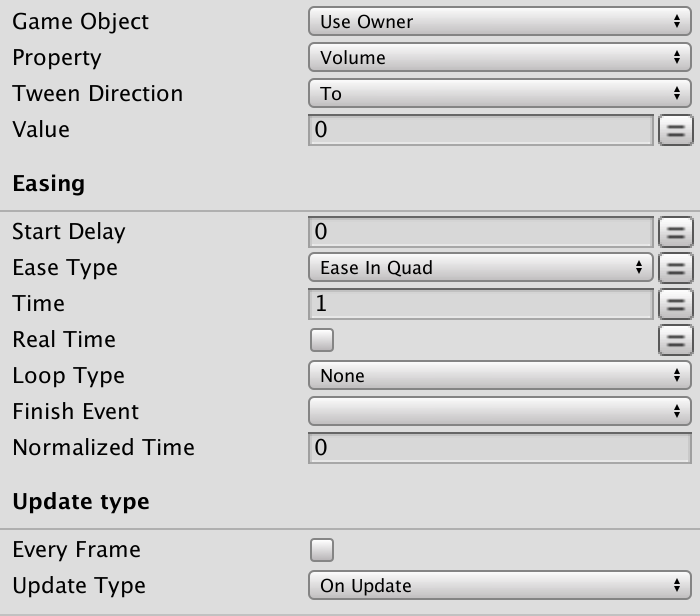 Game Object Use Owner
Property Volume
Tween Direction To
Value 0
Easing
Start Delay 0
Ease Type Ease In Quad
Time 1
Real Time
Loop Type None
Finish Event
Normalized Time 0
Update type
Every Frame
Update Type On Update